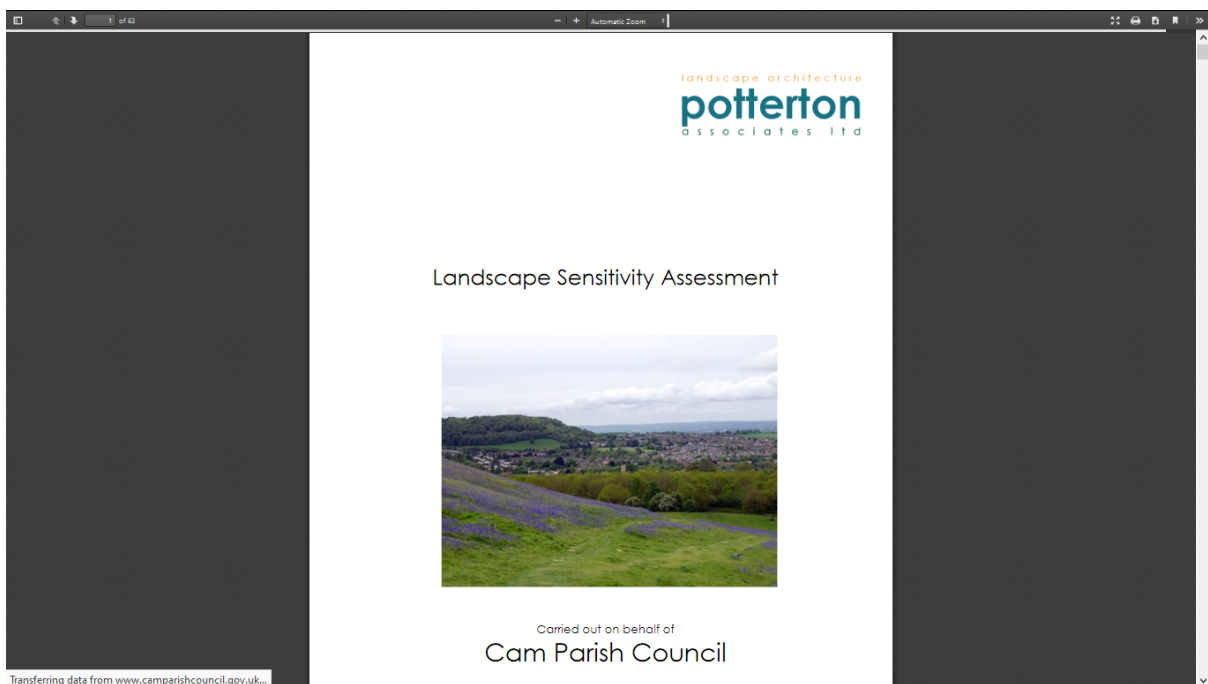 1 of 63
Automatic Zoom
landscape architecture
potterton
associates ltd
Landscape Sensitivity Assessment
Carried out on behalf of
Cam Parish Council
Transferring data from www.camparishcouncil.gov.uk...